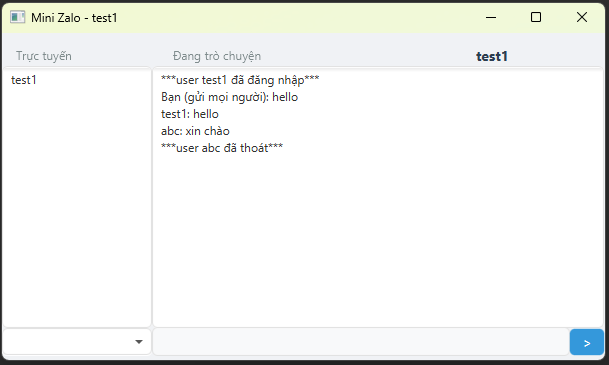 Mini Zalo - test1
Trực tuyến
Đang trò chuyện
test1
test1
***user test1 đã đăng nhập***
Bạn (gửi mọi người): hello
test1: hello
abc: xin chào
***user abc đã thoát***
>